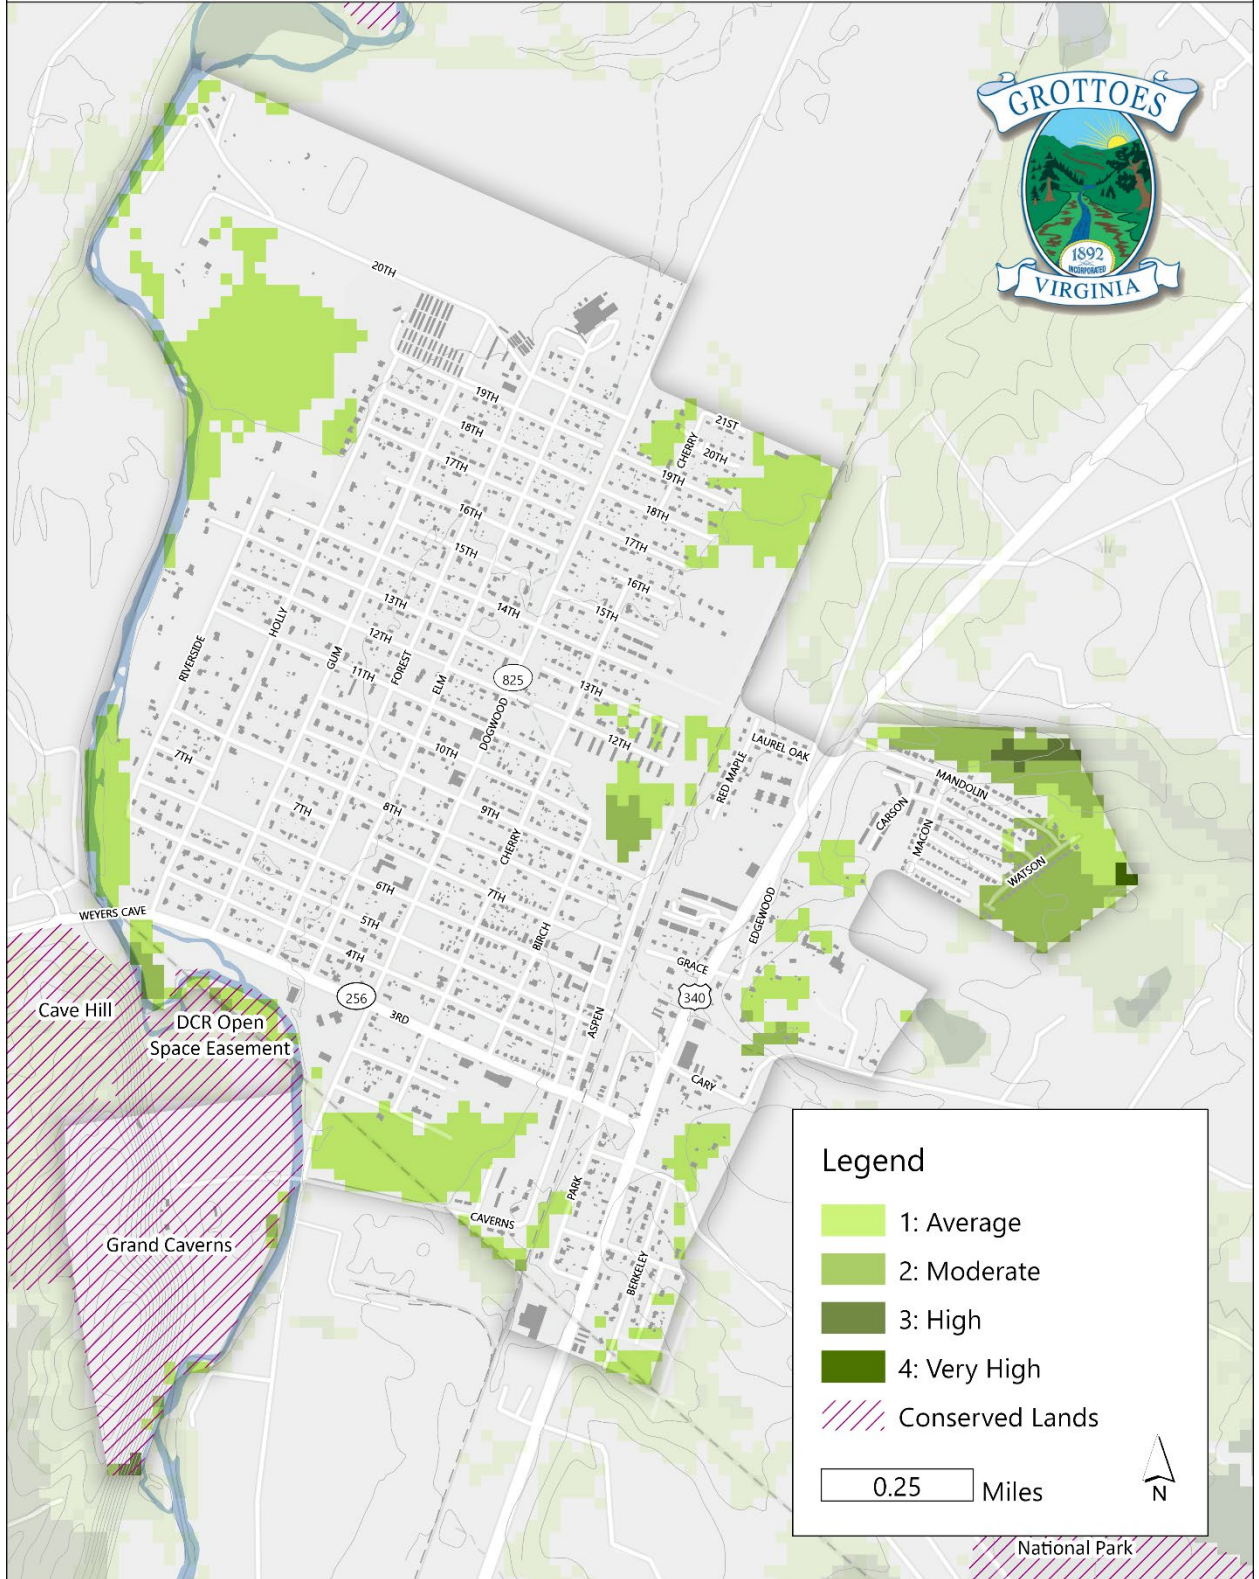 GROTTOES
1892
INCORPORATED
VIRGINIA
20TH
19TH
18TH
17TH
16TH
15TH
21ST
CHERRY
20TH
19TH
18TH
17TH
16TH
15TH
14TH
13TH
12TH
11TH
HOLLY
RIVERSIDE
GUM
FOREST
ELM
825
DOGWOOD
13TH
12TH
10TH
9TH
8TH
7TH
7TH
CHERRY
LAUREL OAK
RED MAPLE
MANDOLIN
CARSON
MACON
WATSON
EDGEWOOD
6TH
7TH
5TH
4TH
BIRCH
WEYERS CAVE
GRACE
340
256
3RD
ASPEN
CARY
Cave Hill
DCR Open
Space Easement
Grand Caverns
PARK
CAVERNS
BERKELEY
Legend
1: Average
2: Moderate
3: High
4: Very High
Conserved Lands
0.25 Miles
N
National Park